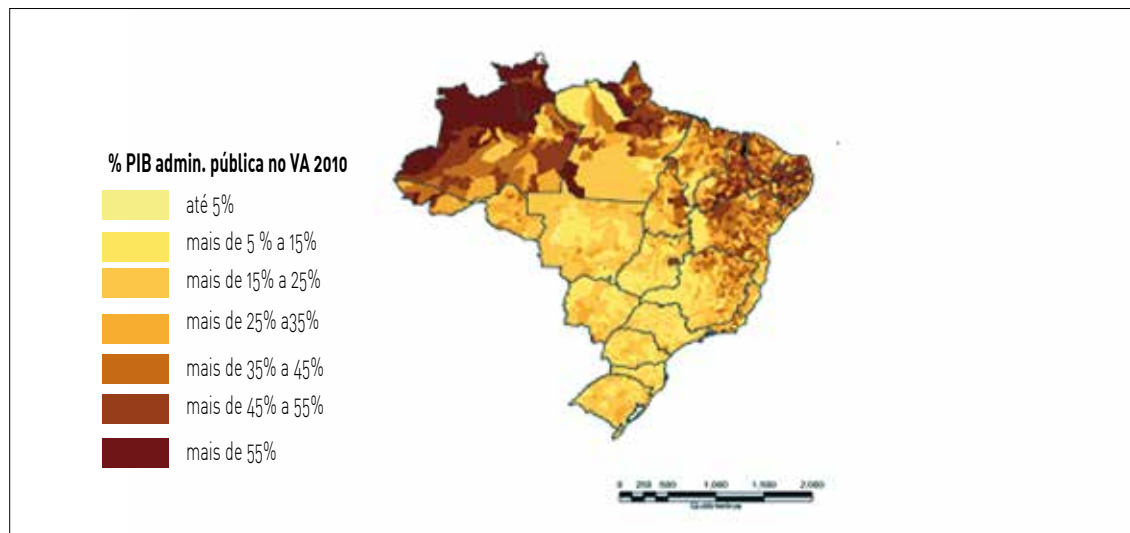 % PIB admin. pública no VA 2010
até 5%
mais de 5 % a 15%
mais de 15% a 25%
mais de 25% a35%
mais de 35% a 45%
mais de 45% a 55%
mais de 55%
0 250 500 1,000 1,500 2,000